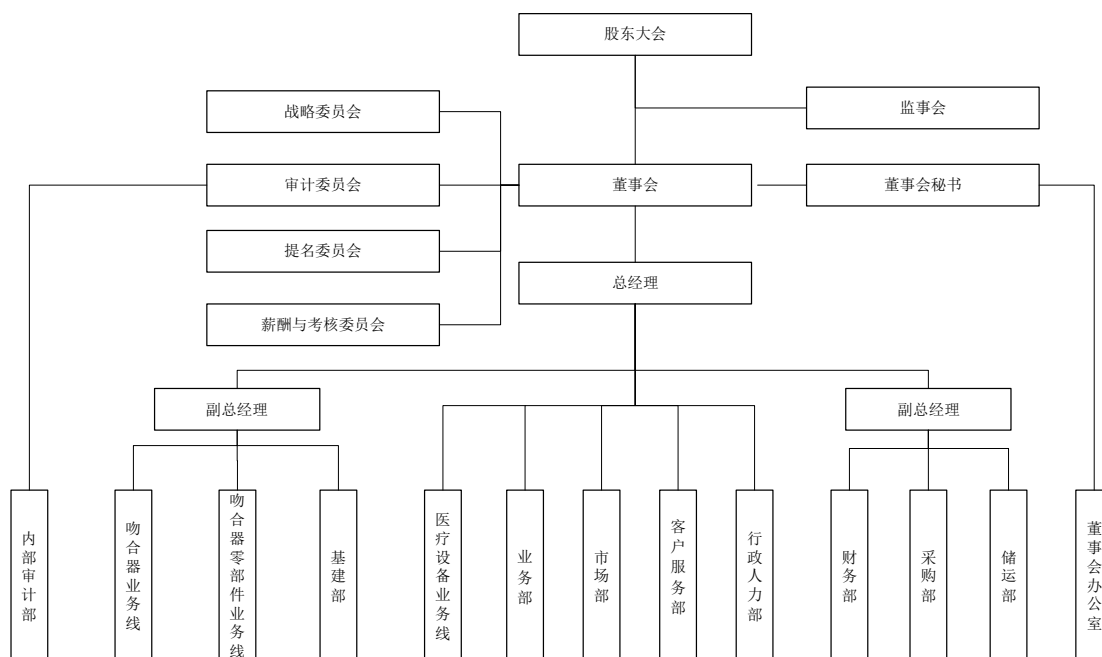 股东大会
战略委员会
监事会
审计委员会
董事会
董事会秘书
提名委员会
总经理
薪酬与考核委员会
副总经理
副总经理
内部审计部
吻合器业务线
吻合器零部件业务线
基建部
医疗设备业务线
业务部
市场部
客户服务部
行政人力部
财务部
采购部
储运部
董事会办公室